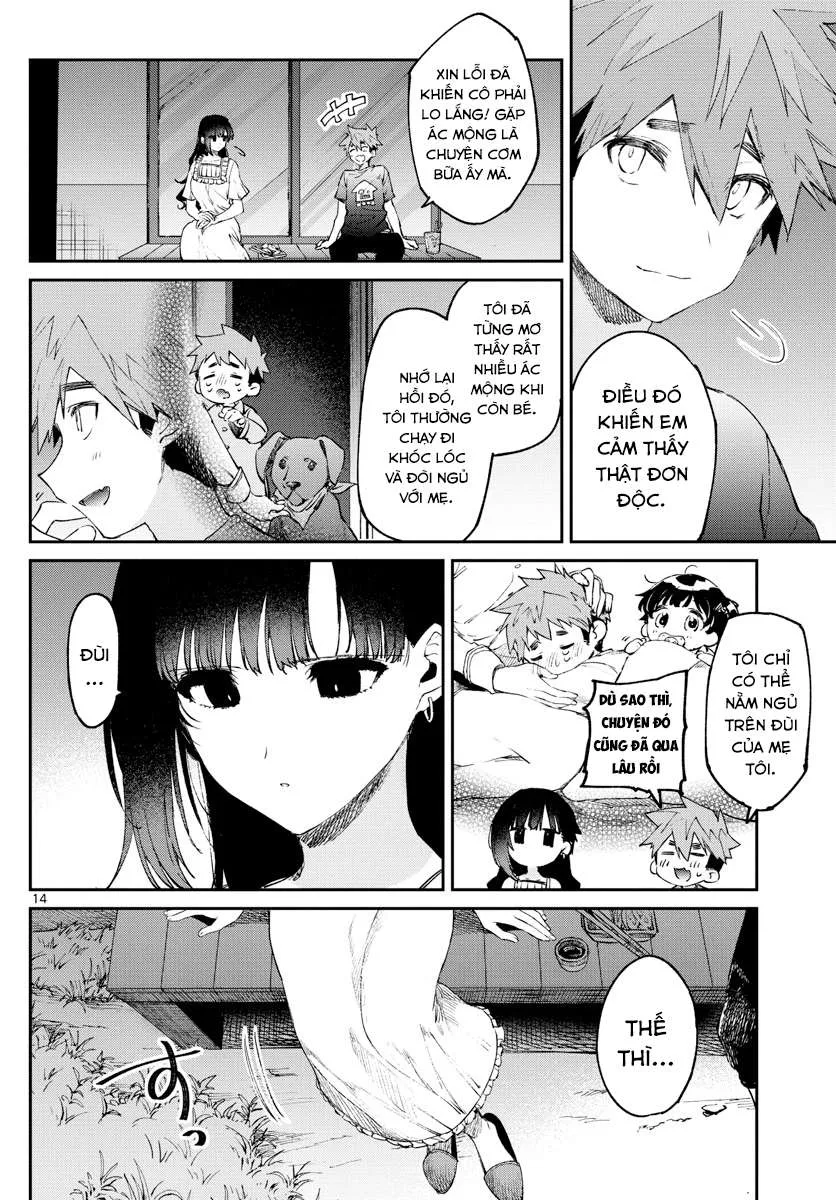 ĐIỀU ĐÓ
KHIẾN EM
CẢM THẤY
THẬT ĐƠN
ĐỘC.
XIN LỖI ĐÃ
KHIẾN CÔ PHẢI
LO LẮNG! GẶP
ÁC MỘNG LÀ
CHUYỆN CƠM
BỮA ẤY MÀ.
TÔI ĐÃ
TỪNG MƠ
THẤY RẤT
NHIỀU ÁC
MỘNG KHI
CÒN BÉ.
NHỚ LẠI
HỒI ĐÓ,
TÔI THƯỜNG
CHẠY ĐI
KHÓC LÓC
VÀ ĐÒI NGỦ
VỚI MẸ.
TÔI CHỈ
CÓ THỂ
NẰM NGỦ
TRÊN ĐÙI
CỦA MẸ
TÔI.
DÙ SAO THÌ,
CHUYỆN ĐÓ
CŨNG ĐÃ QUA
LÂU RỒI
ĐÙI
...
14
THẾ
THÌ...
すっ